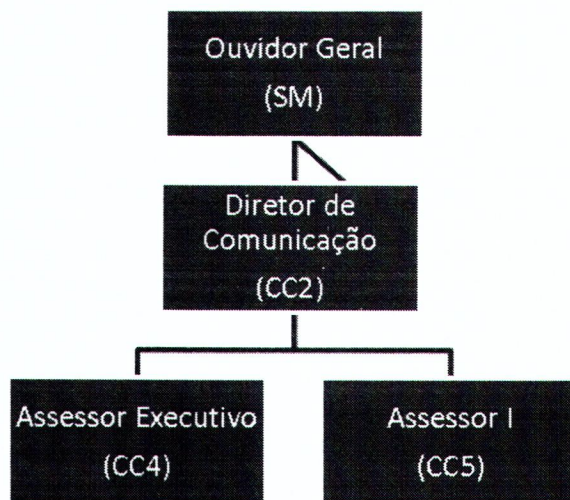 Ouvidor Geral
(SM)
Diretor de
Comunicação
(CC2)
Assessor Executivo
(CC4)
Assessor I
(CC5)